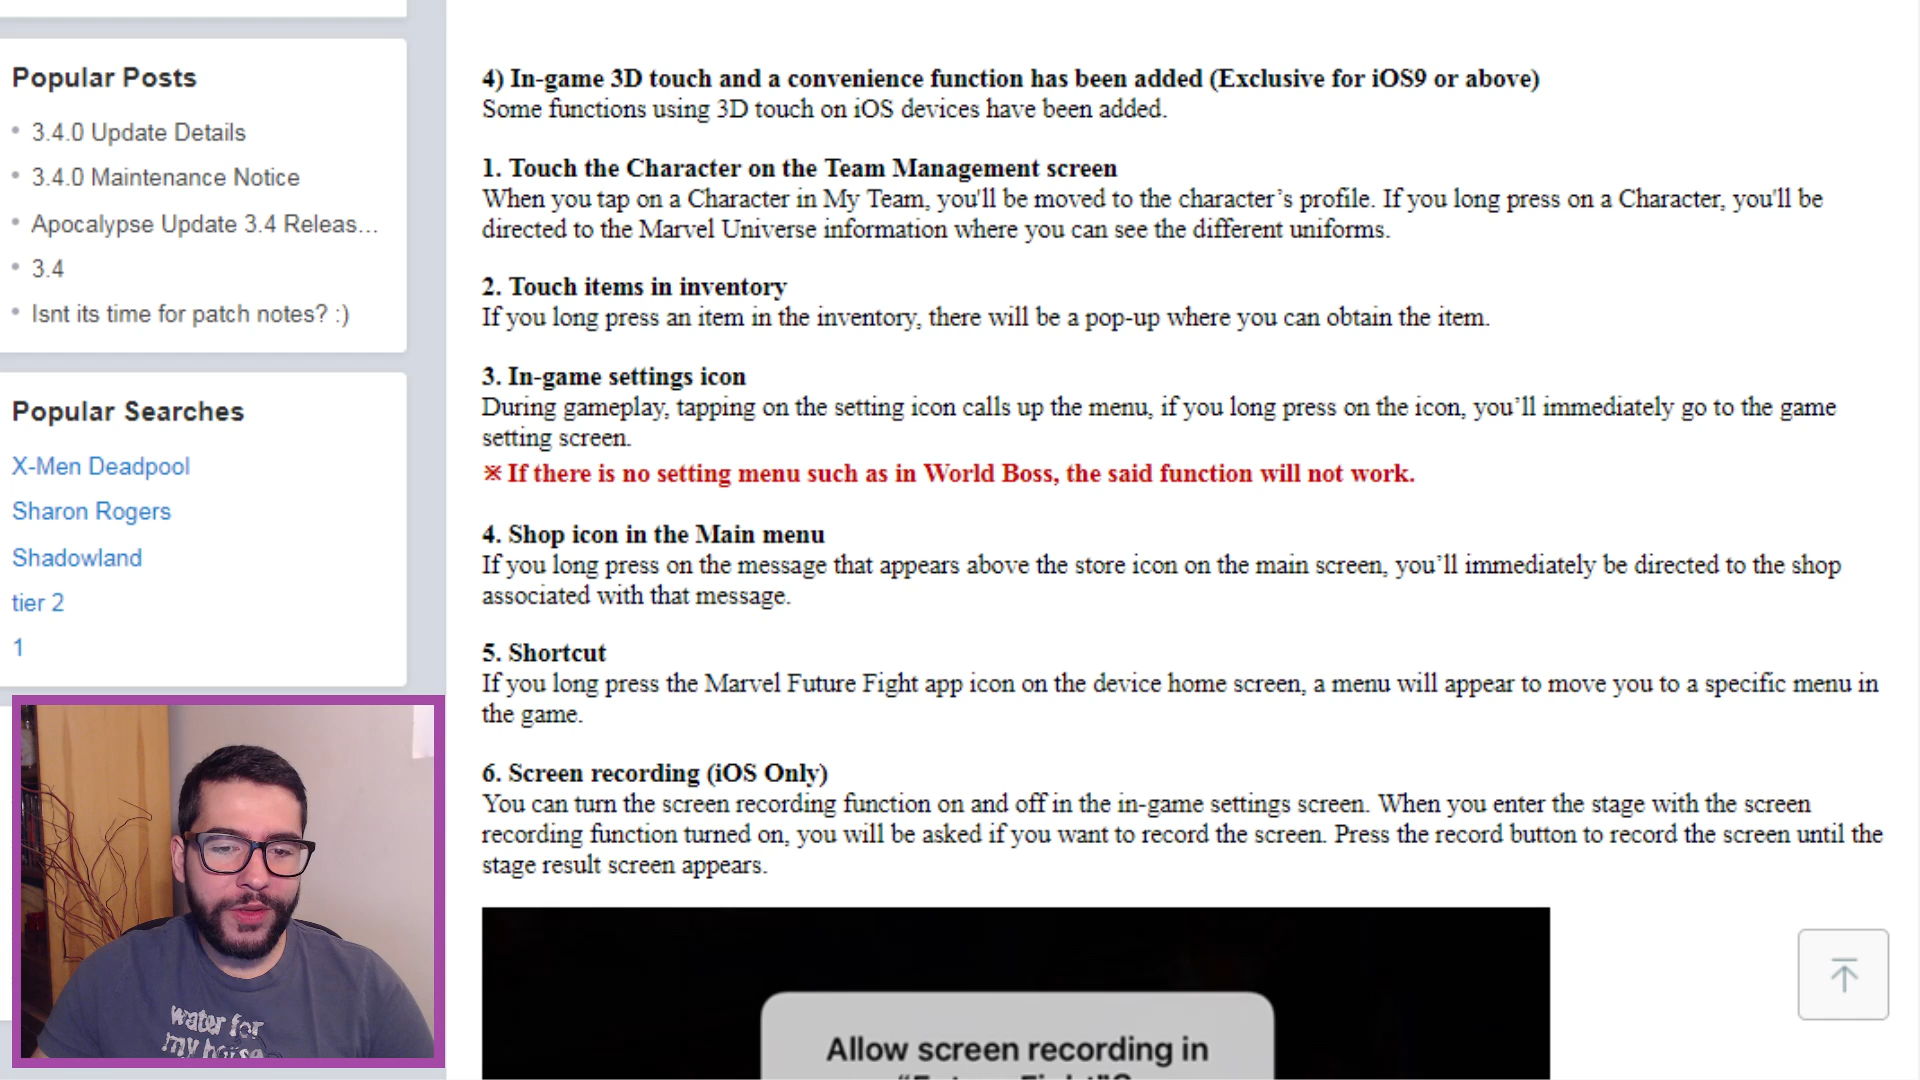 Popular Posts
3.4.0 Update Details
3.4.0 Maintenance Notice
Apocalypse Update 3.4 Releas...
3.4
Isnt its time for patch notes? :)
Popular Searches
X-Men Deadpool
Sharon Rogers
Shadowland
tier 2
1
water for
my horse
4) In-game 3D touch and a convenience function has been added (Exclusive for iOS9 or above)
Some functions using 3D touch on iOS devices have been added.
1. Touch the Character on the Team Management screen
When you tap on a Character in My Team, you'll be moved to the character’s profile. If you long press on a Character, you'll be
directed to the Marvel Universe information where you can see the different uniforms.
2. Touch items in inventory
If you long press an item in the inventory, there will be a pop-up where you can obtain the item.
3. In-game settings icon
During gameplay, tapping on the setting icon calls up the menu, if you long press on the icon, you’ll immediately go to the game
setting screen.
※ If there is no setting menu such as in World Boss, the said function will not work.
4. Shop icon in the Main menu
If you long press on the message that appears above the store icon on the main screen, you’ll immediately be directed to the shop
associated with that message.
5. Shortcut
If you long press the Marvel Future Fight app icon on the device home screen, a menu will appear to move you to a specific menu in
the game.
6. Screen recording (iOS Only)
You can turn the screen recording function on and off in the in-game settings screen. When you enter the stage with the screen
recording function turned on, you will be asked if you want to record the screen. Press the record button to record the screen until the
stage result screen appears.
Allow screen recording in